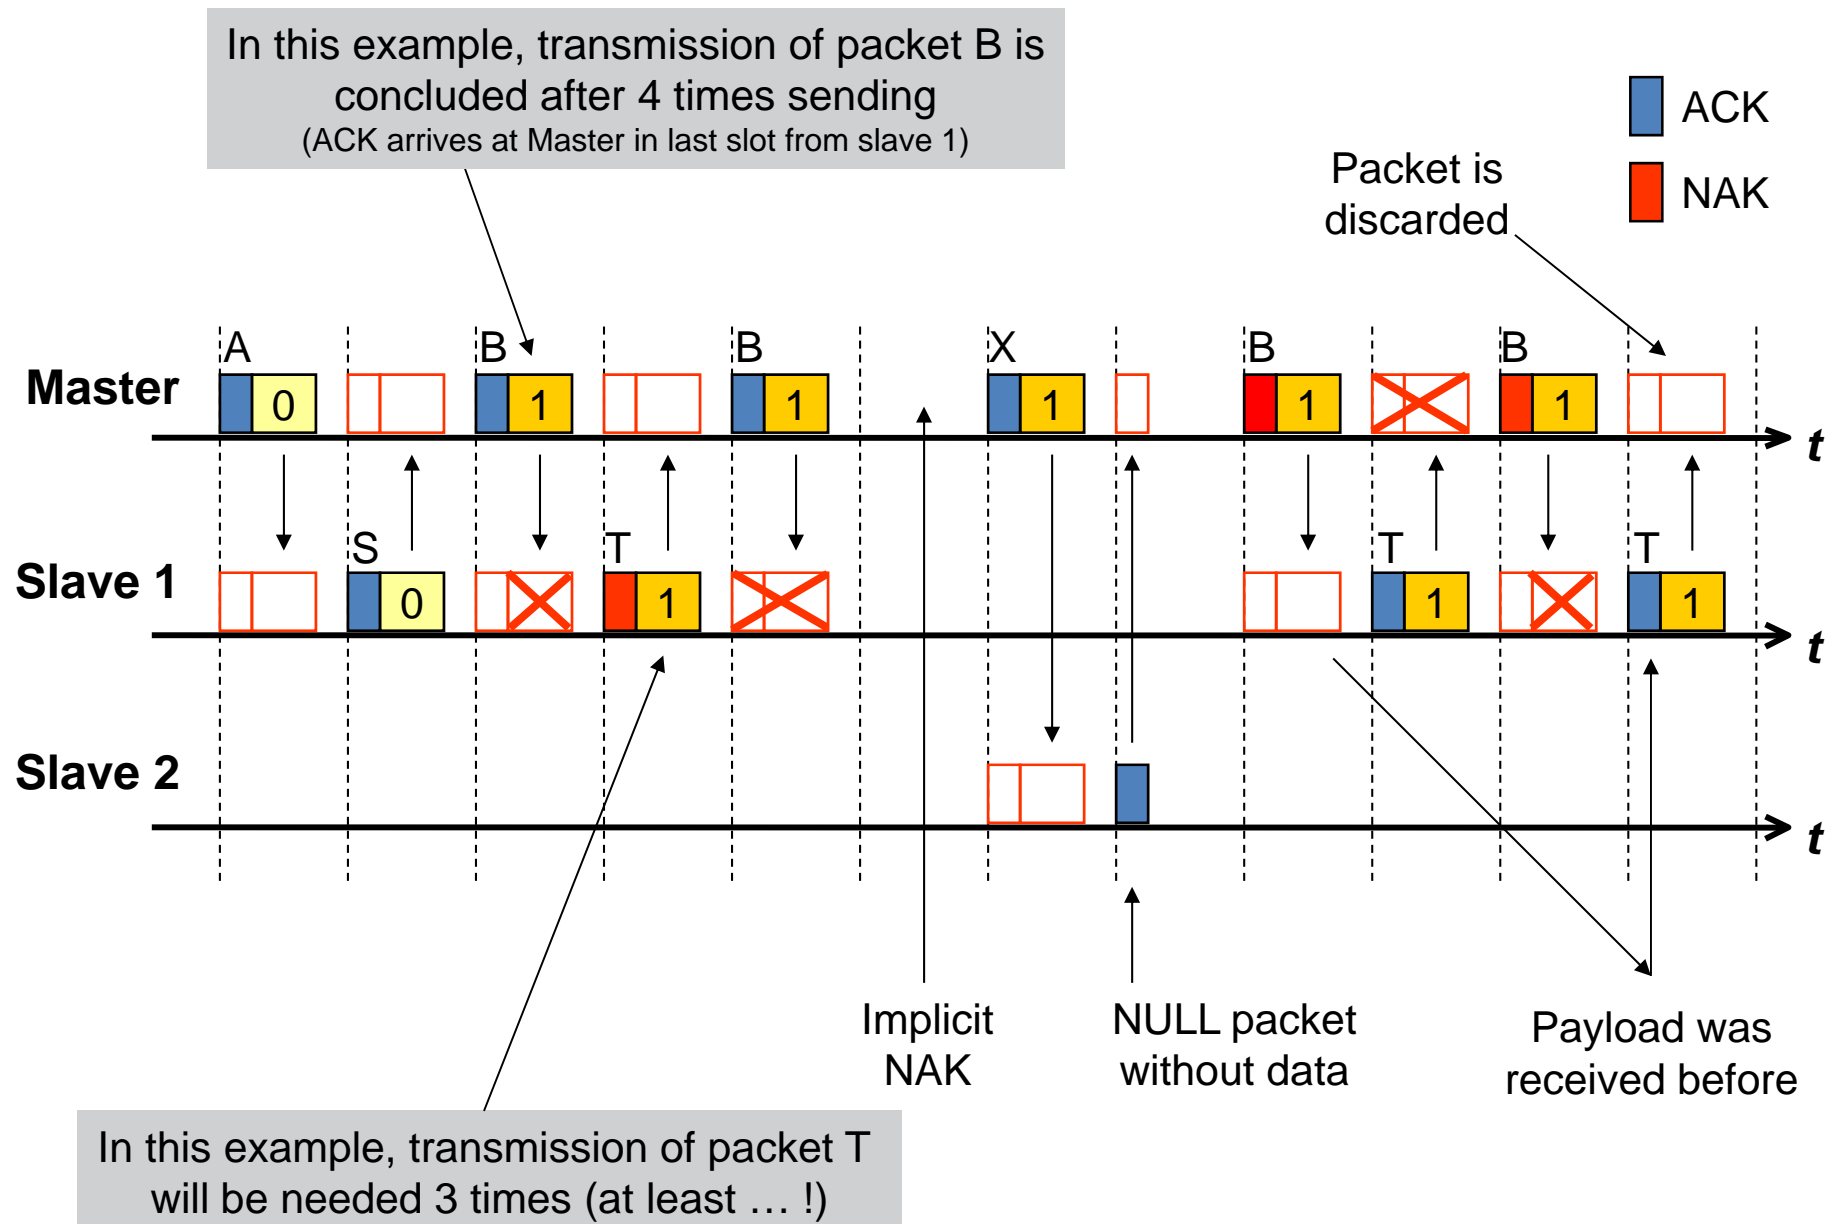 In this example, transmission of packet B is
concluded after 4 times sending
(ACK arrives at Master in last slot from slave 1)
ACK
NAK
Packet is
discarded
A B B X B B
Master 0 1 1 1 1 1 t
S T T T
Slave 1 0 1 1 1 t
Slave 2 t
Implicit
NAK
NULL packet
without data
Payload was
received before
In this example, transmission of packet T
will be needed 3 times (at least … !)